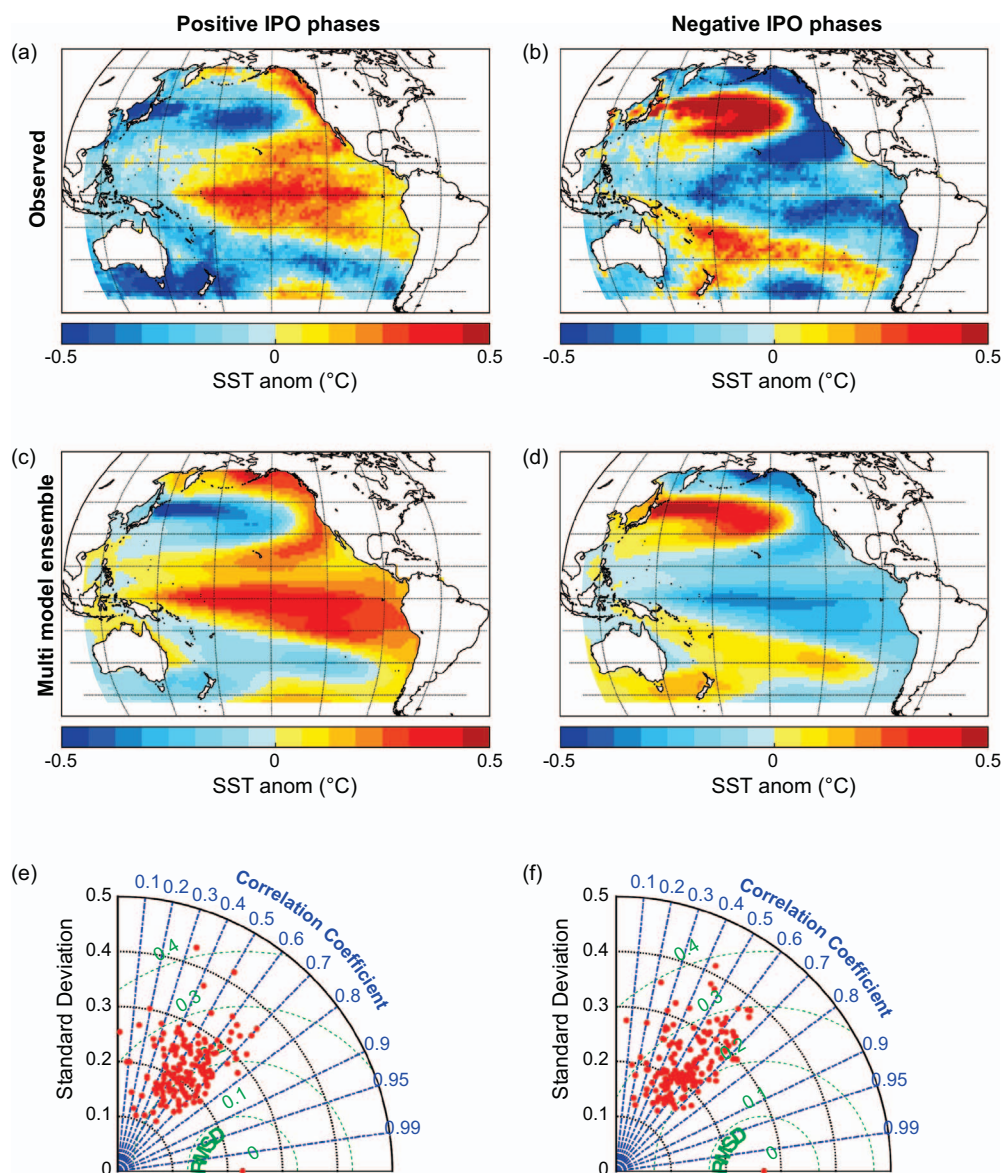 Positive IPO phases
Negative IPO phases
(a)
(b)
Observed
-0.5
0
0.5
SST anom (°C)
-0.5
0
0.5
SST anom (°C)
(c)
(d)
Multi model ensemble
-0.5
0
0.5
SST anom (°C)
-0.5
0
0.5
SST anom (°C)
(e)
0.5
0.4
0.3
0.2
0.1
0
Standard Deviation
0.1
0.2
0.3
0.4
0.5
0.6
0.7
0.8
0.9
0.95
0.99
Correlation Coefficient
0.4
0.3
0.2
0.1
0
RMSD
(f)
0.5
0.4
0.3
0.2
0.1
0
Standard Deviation
0.1
0.2
0.3
0.4
0.5
0.6
0.7
0.8
0.9
0.95
0.99
Correlation Coefficient
0.4
0.3
0.2
0.1
0
RMSD